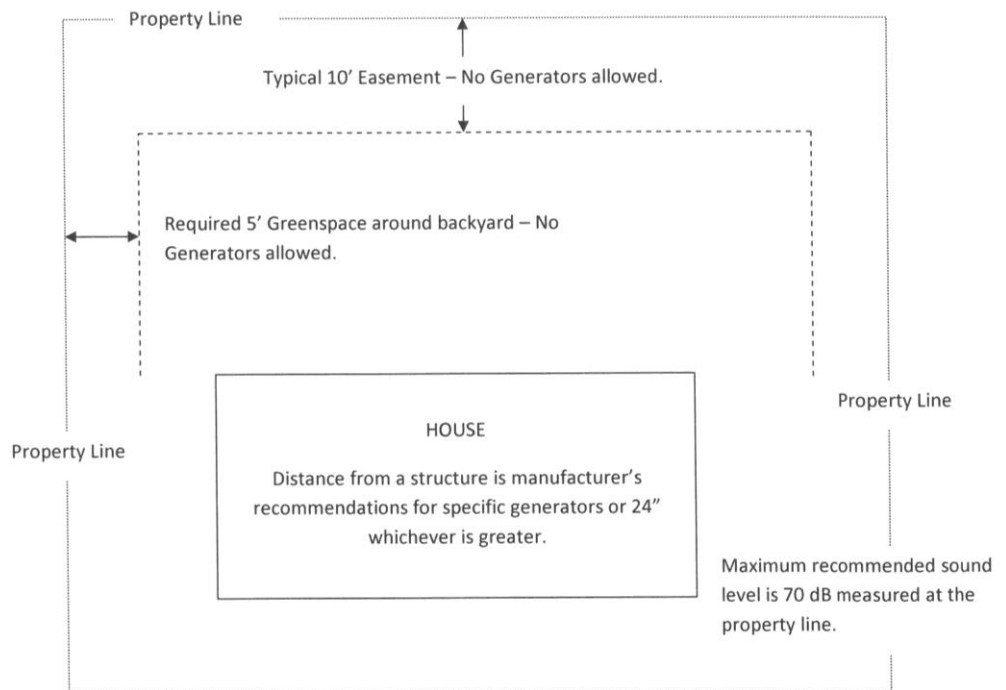 Property Line
Typical 10’ Easement – No Generators allowed.
Required 5’ Greenspace around backyard – No
Generators allowed.
Property Line
HOUSE
Property Line
Distance from a structure is manufacturer’s
recommendations for specific generators or 24”
whichever is greater.
Maximum recommended sound
level is 70 dB measured at the
property line.